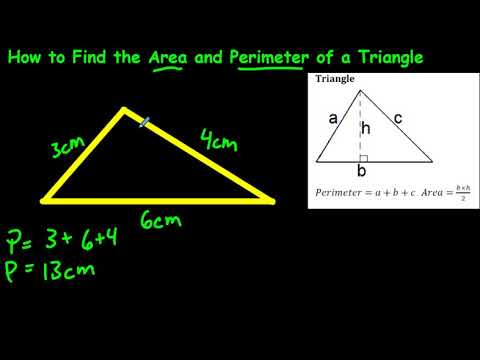 How to Find the Area and Perimeter of a Triangle
3cm
4cm
6cm
P= 3+ 6+4
P= 13cm
Triangle
a
c
h
b
Perimeter = a + b + c Area = b×h/2